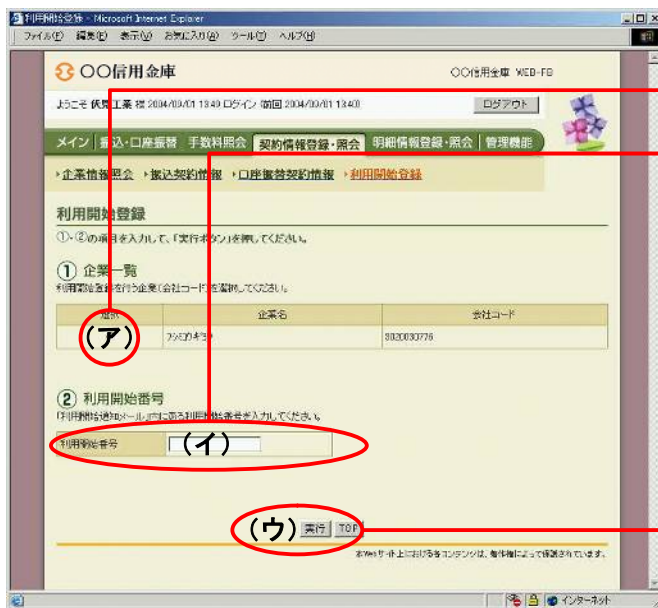 利用開始登録 - Microsoft Internet Explorer
ファイル(F) 編集(E) 表示(V) お気に入り(A) ツール(T) ヘルプ(H)
〇〇信用金庫
〇〇信用金庫 WEB-FB
ようこそ 伏見工業 様 2004/09/01 13:49 ログイン (前回 2004/09/01 13:40)
ログアウト
メイン 振込・口座振替 手数料照会 契約情報登録・照会 明細情報登録・照会 管理機能
企業情報照会 振込契約情報 口座振替契約情報 利用開始登録
利用開始登録
①-②の項目を入力して、「実行ボタン」を押してください。
① 企業一覧
利用開始登録を行う企業(会社コード)を選択してください。
選択 企業名 会社コード
(ア)
② 利用開始番号
「利用開始通知メール」内にある利用開始番号を入力してください。
利用開始番号 (イ)
(ウ) 実行 TOP
本Webサイト上における各コンテンツは、著作権によって保護されています。
インターネット